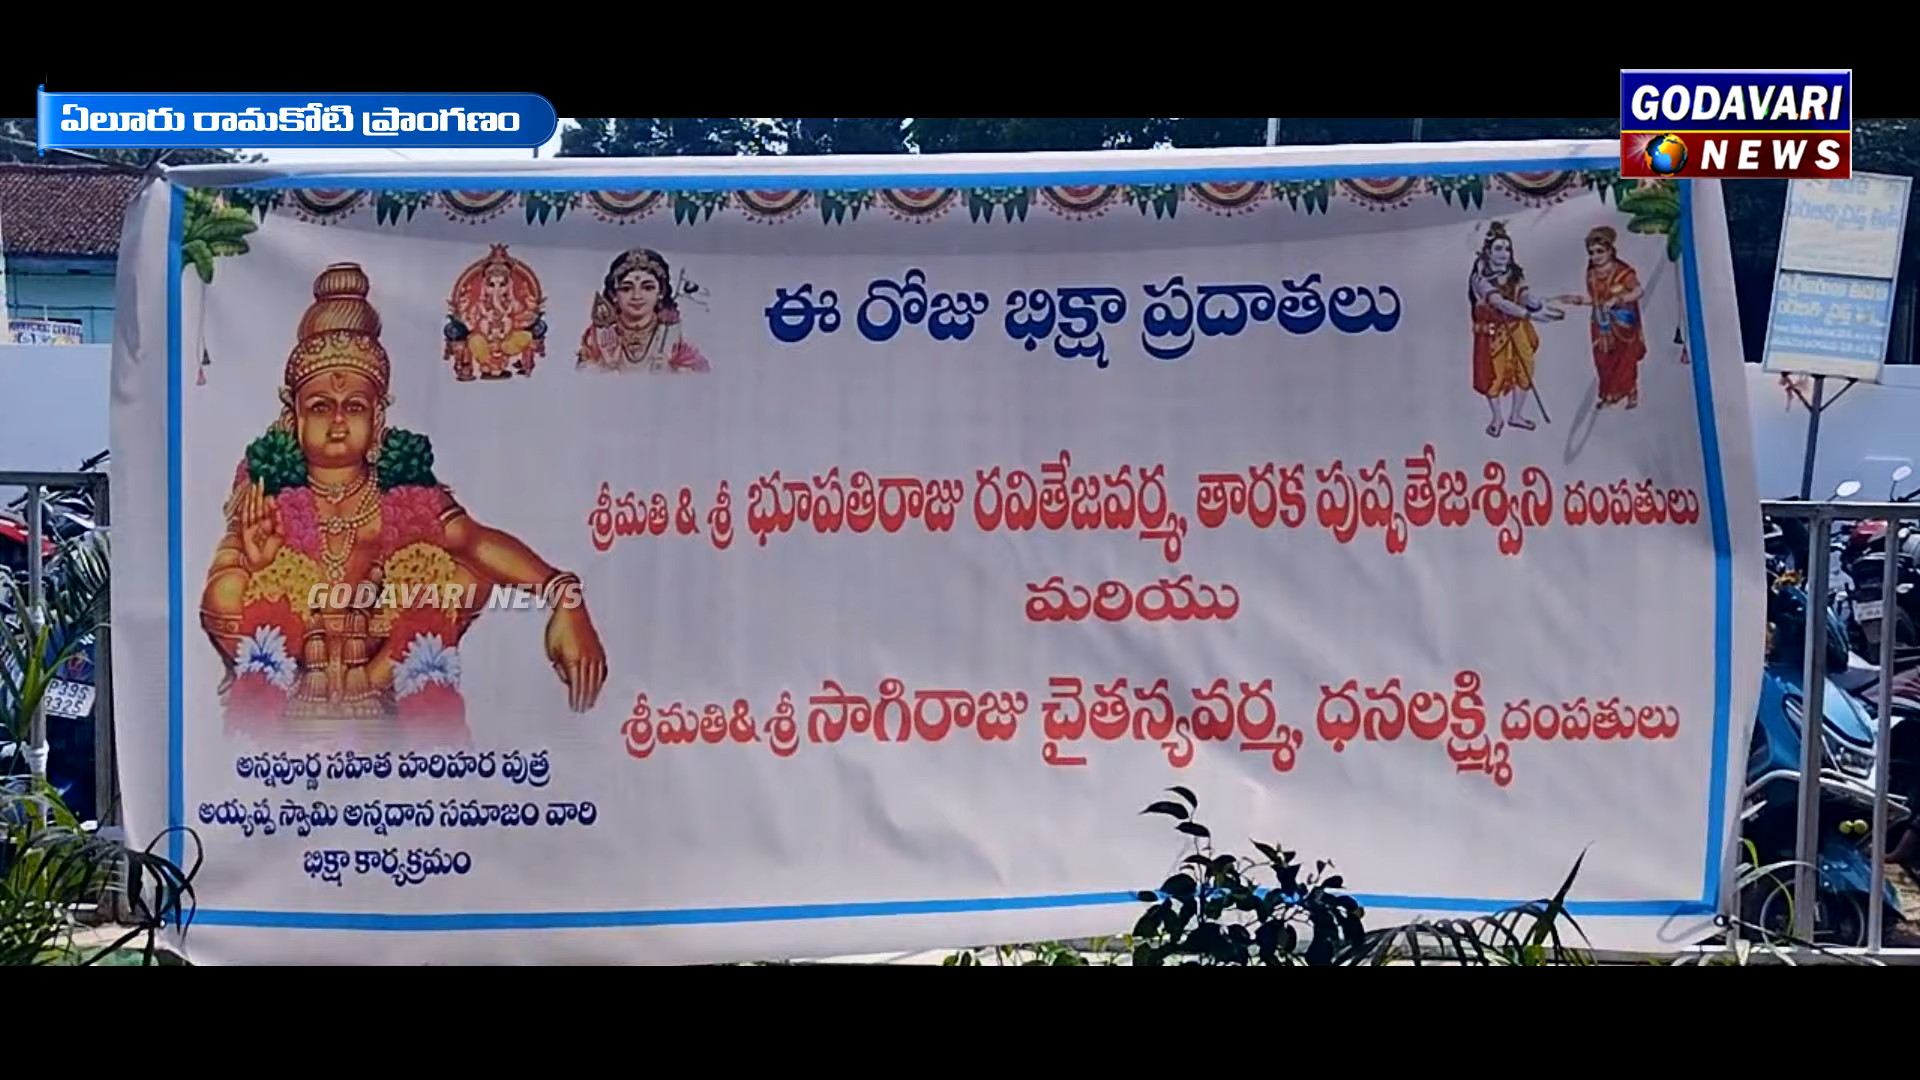 ఏలూరు రామకోటి ప్రాంగణం
GODAVARI
NEWS
ఈ రోజు భిక్షా ప్రదాతలు
శ్రీమతి & శ్రీ భూపతిరాజు రవితేజవర్మ, తారక పుష్పతేజశ్విని దంపతులు
మరియు
శ్రీమతి & శ్రీ సాగిరాజు చైతన్యవర్మ, ధనలక్ష్మి దంపతులు
GODAVARI NEWS
అన్నపూర్ణ సహిత హరిహర పుత్ర
అయ్యప్ప స్వామి అన్నదాన సమాజం వారి
భిక్షా కార్యక్రమం